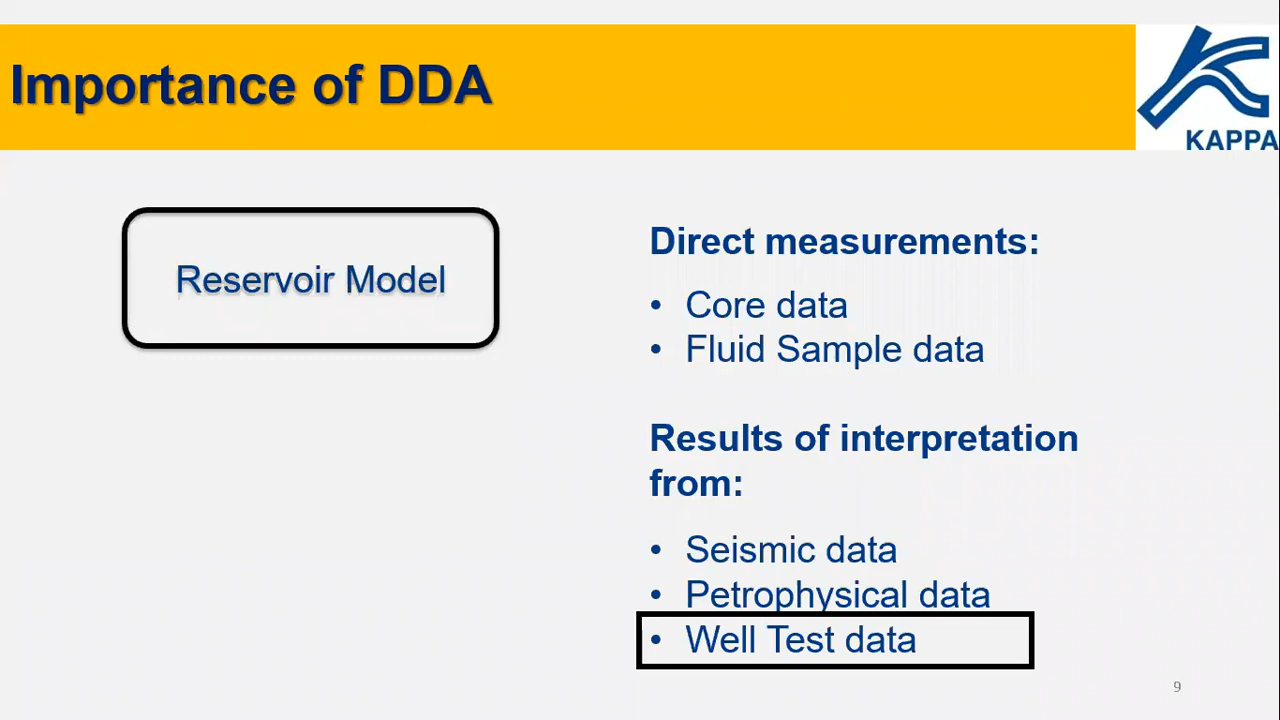 Importance of DDA
KAPPA
Reservoir Model
Direct measurements:
• Core data
• Fluid Sample data
Results of interpretation
from:
• Seismic data
• Petrophysical data
• Well Test data
9